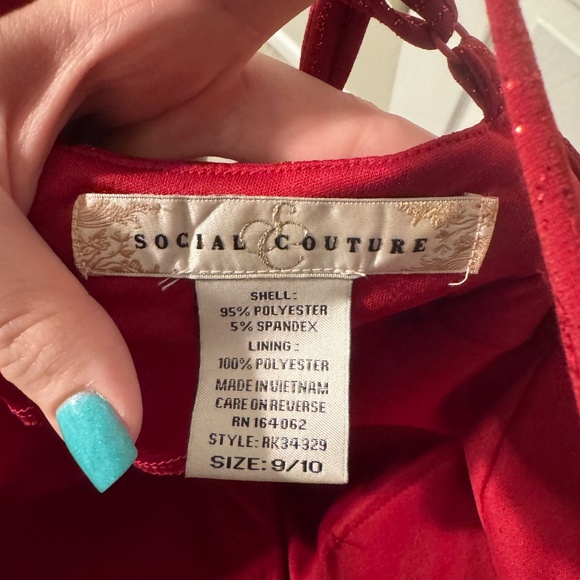 SOCIAL COUTURE
SHELL:
95% POLYESTER
5% SPANDEX
LINING:
100% POLYESTER
MADE IN VIETNAM
CARE ON REVERSE
RN 164062
STYLE: RK34329
SIZE: 9/10